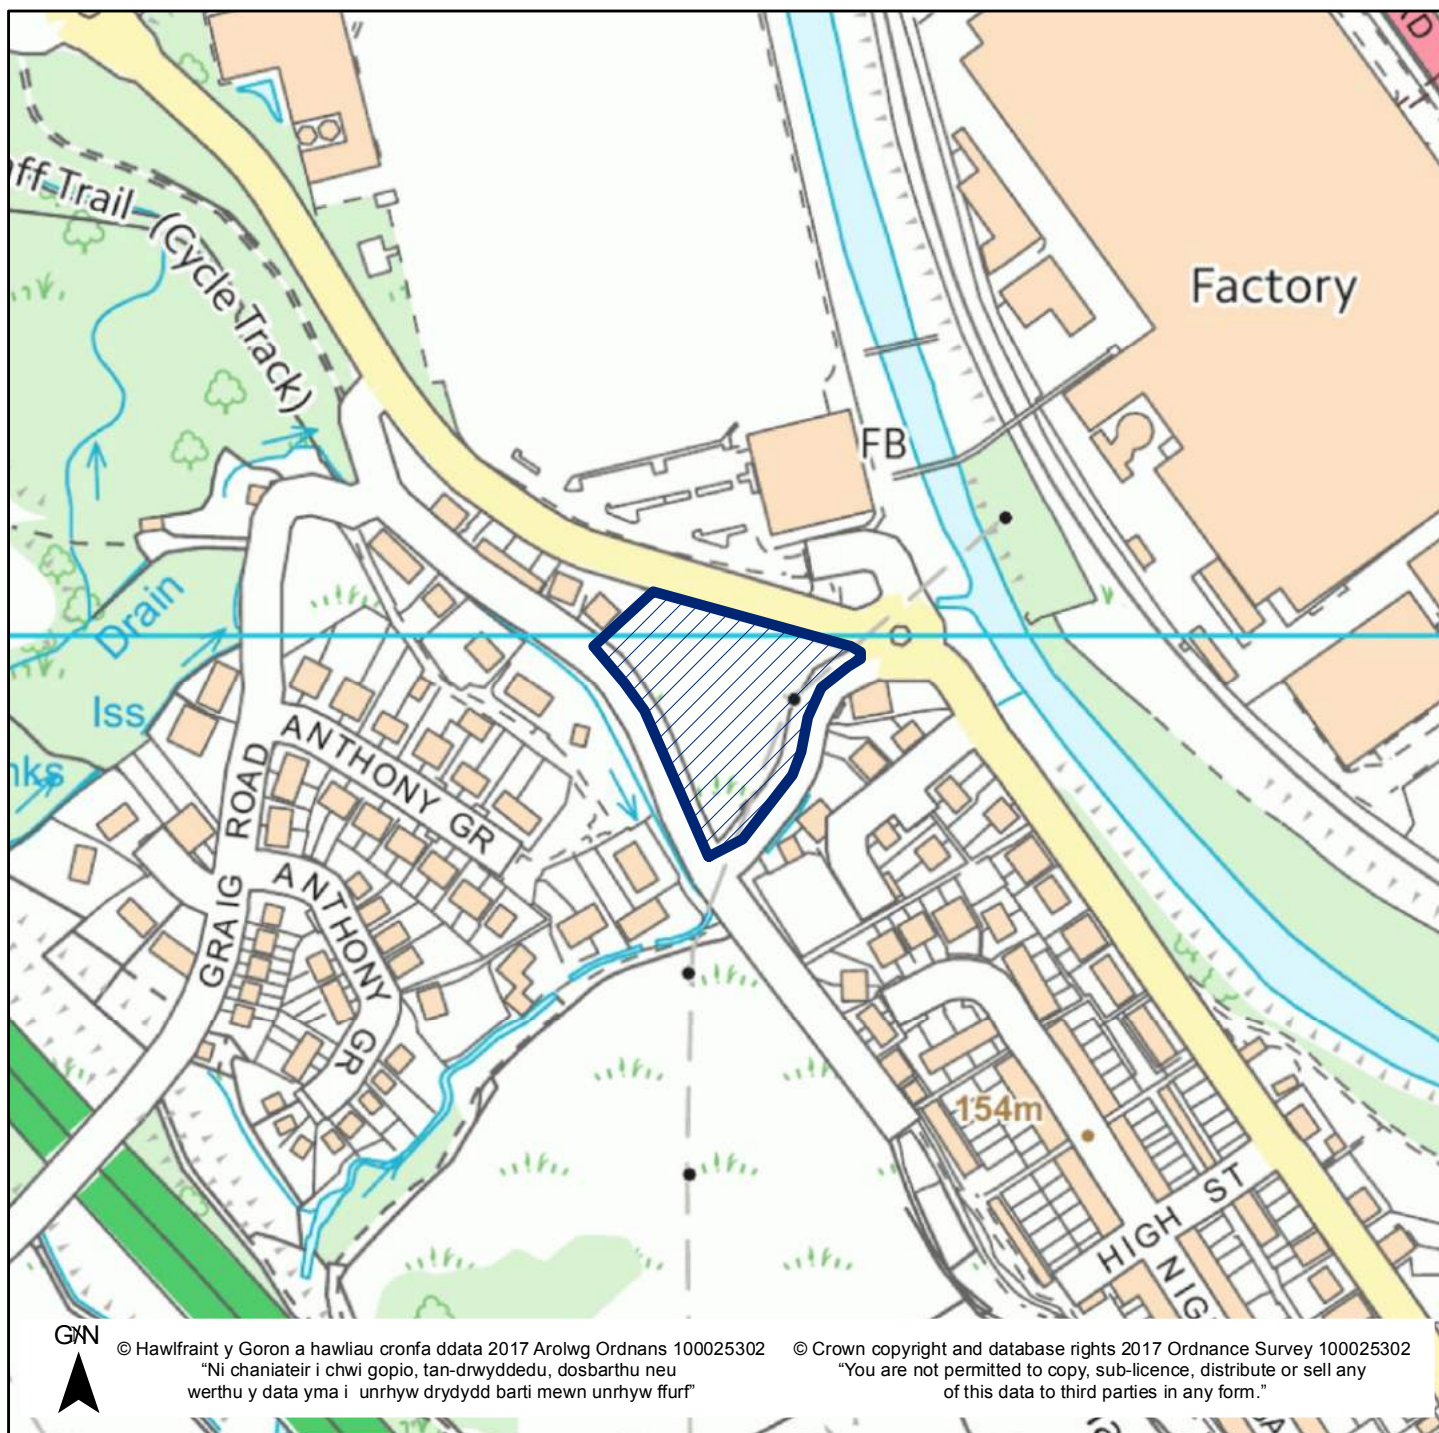 ff Trail (Cycle Track)
Factory
FB
Drain
Iss
nks
ANTHONY GR
GRAIG ROAD
ANTHONY GR
154m
HIGH ST
NIG
© Hawlfraint y Goron a hawliau cronfa ddata 2017 Arolwg Ordnans 100025302
“Ni chaniateir i chwi gopio, tan-drwyddedu, dosbarthu neu
werthu y data yma i unrhyw drydydd barti mewn unrhyw ffurf”
© Crown copyright and database rights 2017 Ordnance Survey 100025302
“You are not permitted to copy, sub-licence, distribute or sell any
of this data to third parties in any form.”